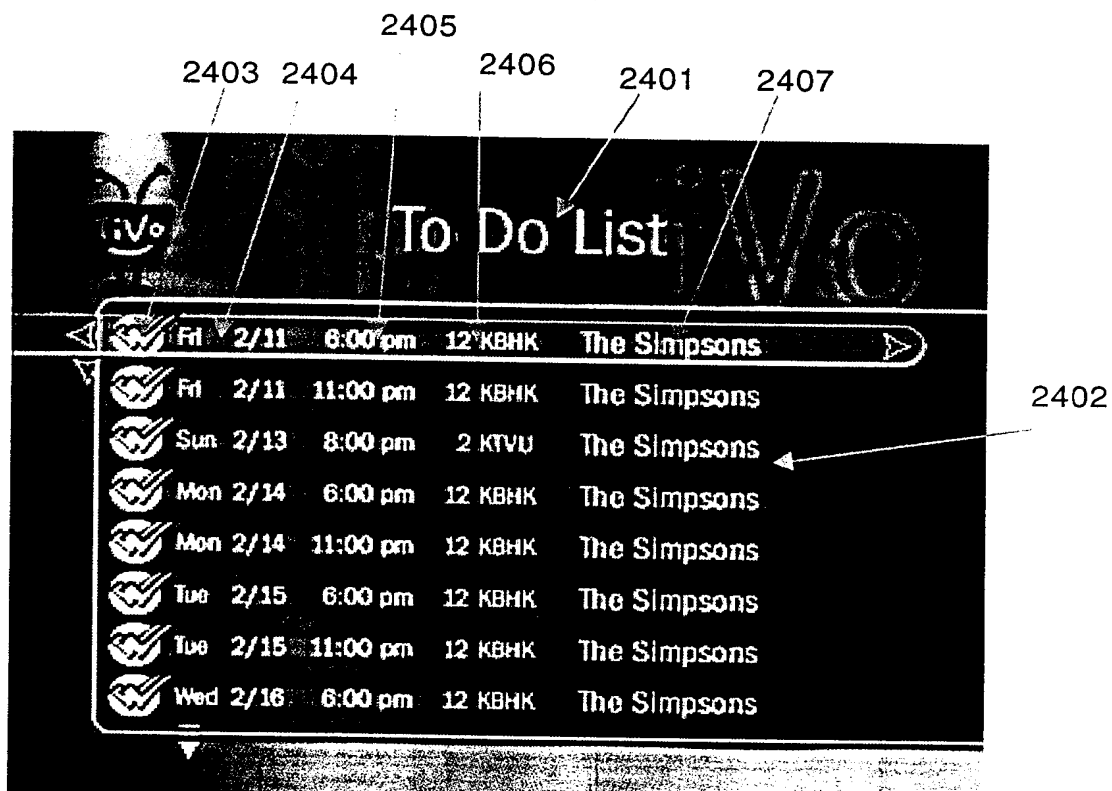 2405
2403 2404 2406 2401 2407
TiVo To Do List iVo
Fri 2/11 6:00 pm 12 KBHK The Simpsons
Fri 2/11 11:00 pm 12 KBHK The Simpsons
2402
Sun 2/13 8:00 pm 2 KTVU The Simpsons
Mon 2/14 6:00 pm 12 KBHK The Simpsons
Mon 2/14 11:00 pm 12 KBHK The Simpsons
Tue 2/15 6:00 pm 12 KBHK The Simpsons
Tue 2/15 11:00 pm 12 KBHK The Simpsons
Wed 2/16 6:00 pm 12 KBHK The Simpsons